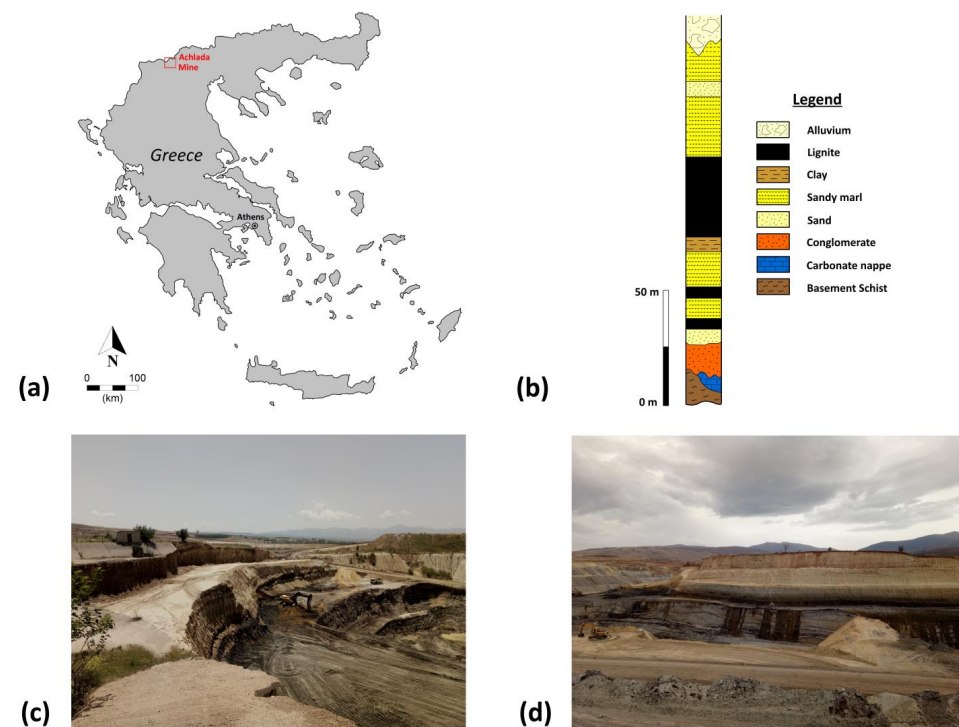 Achlada
Mine
Greece
Athens
N
0 100
(km)
(a)
Legend
Alluvium
Lignite
Clay
Sandy marl
Sand
Conglomerate
Carbonate nappe
Basement Schist
50 m
0 m
(b)
(c)
(d)